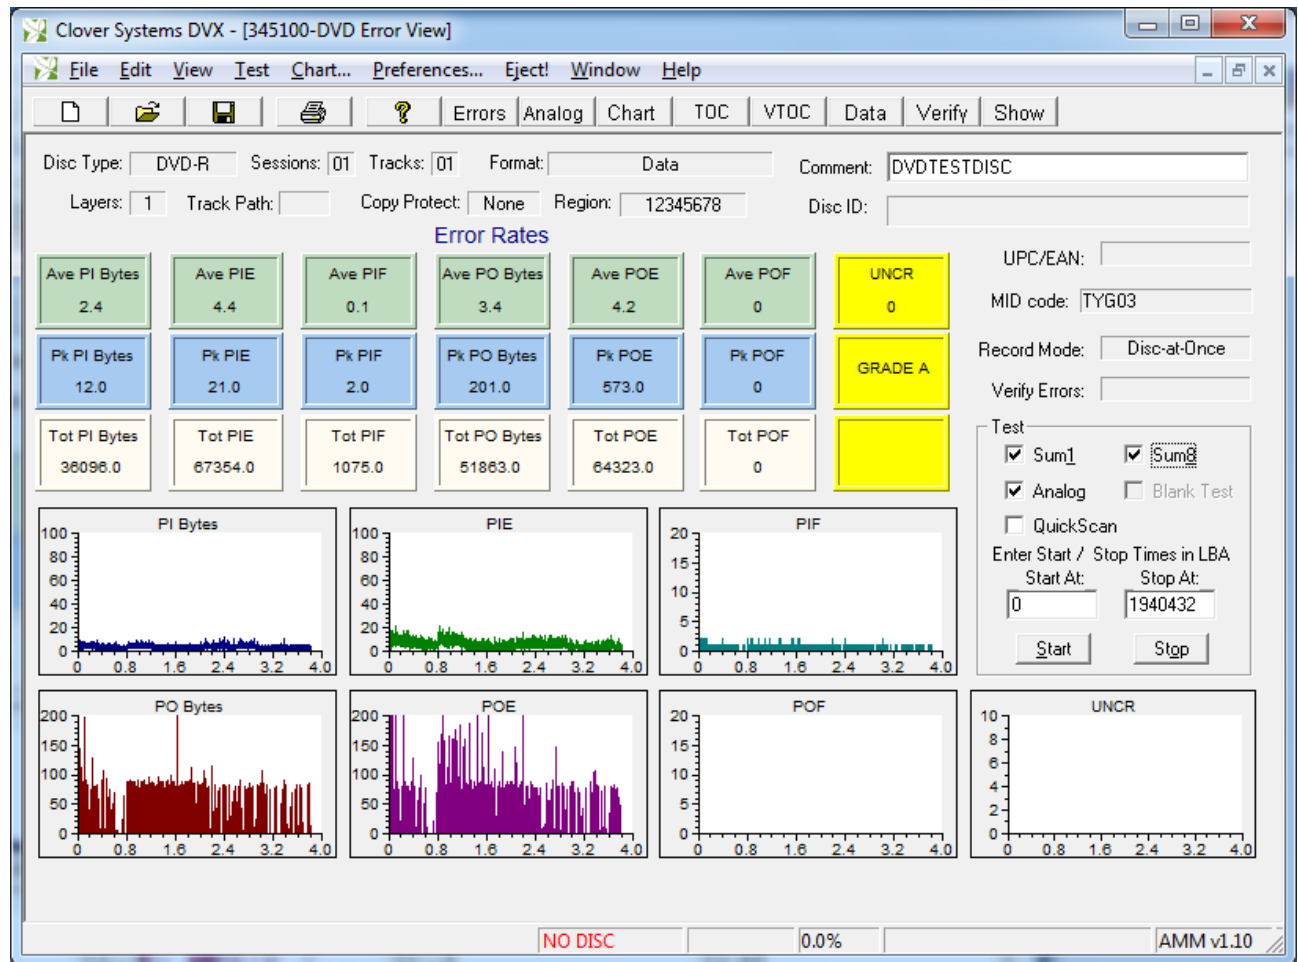 Clover Systems DVX - [345100-DVD Error View]
File Edit View Test Chart... Preferences... Eject! Window Help
Errors Analog Chart TOC VTOC Data Verify Show
Disc Type: DVD-R Sessions: 01 Tracks: 01 Format: Data Comment: DVDTESTDISC
Layers: 1 Track Path: Copy Protect: None Region: 12345678 Disc ID:
Error Rates
UPC/EAN:
Ave PI Bytes Ave PIE Ave PIF Ave PO Bytes Ave POE Ave POF UNCR
2.4 4.4 0.1 3.4 4.2 0 0
MID code: TYG03
Pk PI Bytes Pk PIE Pk PIF Pk PO Bytes Pk POE Pk POF GRADE A
12.0 21.0 2.0 201.0 573.0 0
Record Mode: Disc-at-Once
Verify Errors:
Tot PI Bytes Tot PIE Tot PIF Tot PO Bytes Tot POE Tot POF
36096.0 67354.0 1075.0 51863.0 64323.0 0
Test
Sum1 Sum8
Analog Blank Test
QuickScan
Enter Start / Stop Times in LBA
Start At: Stop At:
0 1940432
Start Stop
PI Bytes
100
80
60
40
20
0
0 0.8 1.6 2.4 3.2 4.0
PIE
100
80
60
40
20
0
0 0.8 1.6 2.4 3.2 4.0
PIF
20
15
10
5
0
0 0.8 1.6 2.4 3.2 4.0
PO Bytes
200
150
100
50
0
0 0.8 1.6 2.4 3.2 4.0
POE
200
150
100
50
0
0 0.8 1.6 2.4 3.2 4.0
POF
20
15
10
5
0
0 0.8 1.6 2.4 3.2 4.0
UNCR
10
8
6
4
2
0
0 0.8 1.6 2.4 3.2 4.0
NO DISC 0.0% AMM v1.10